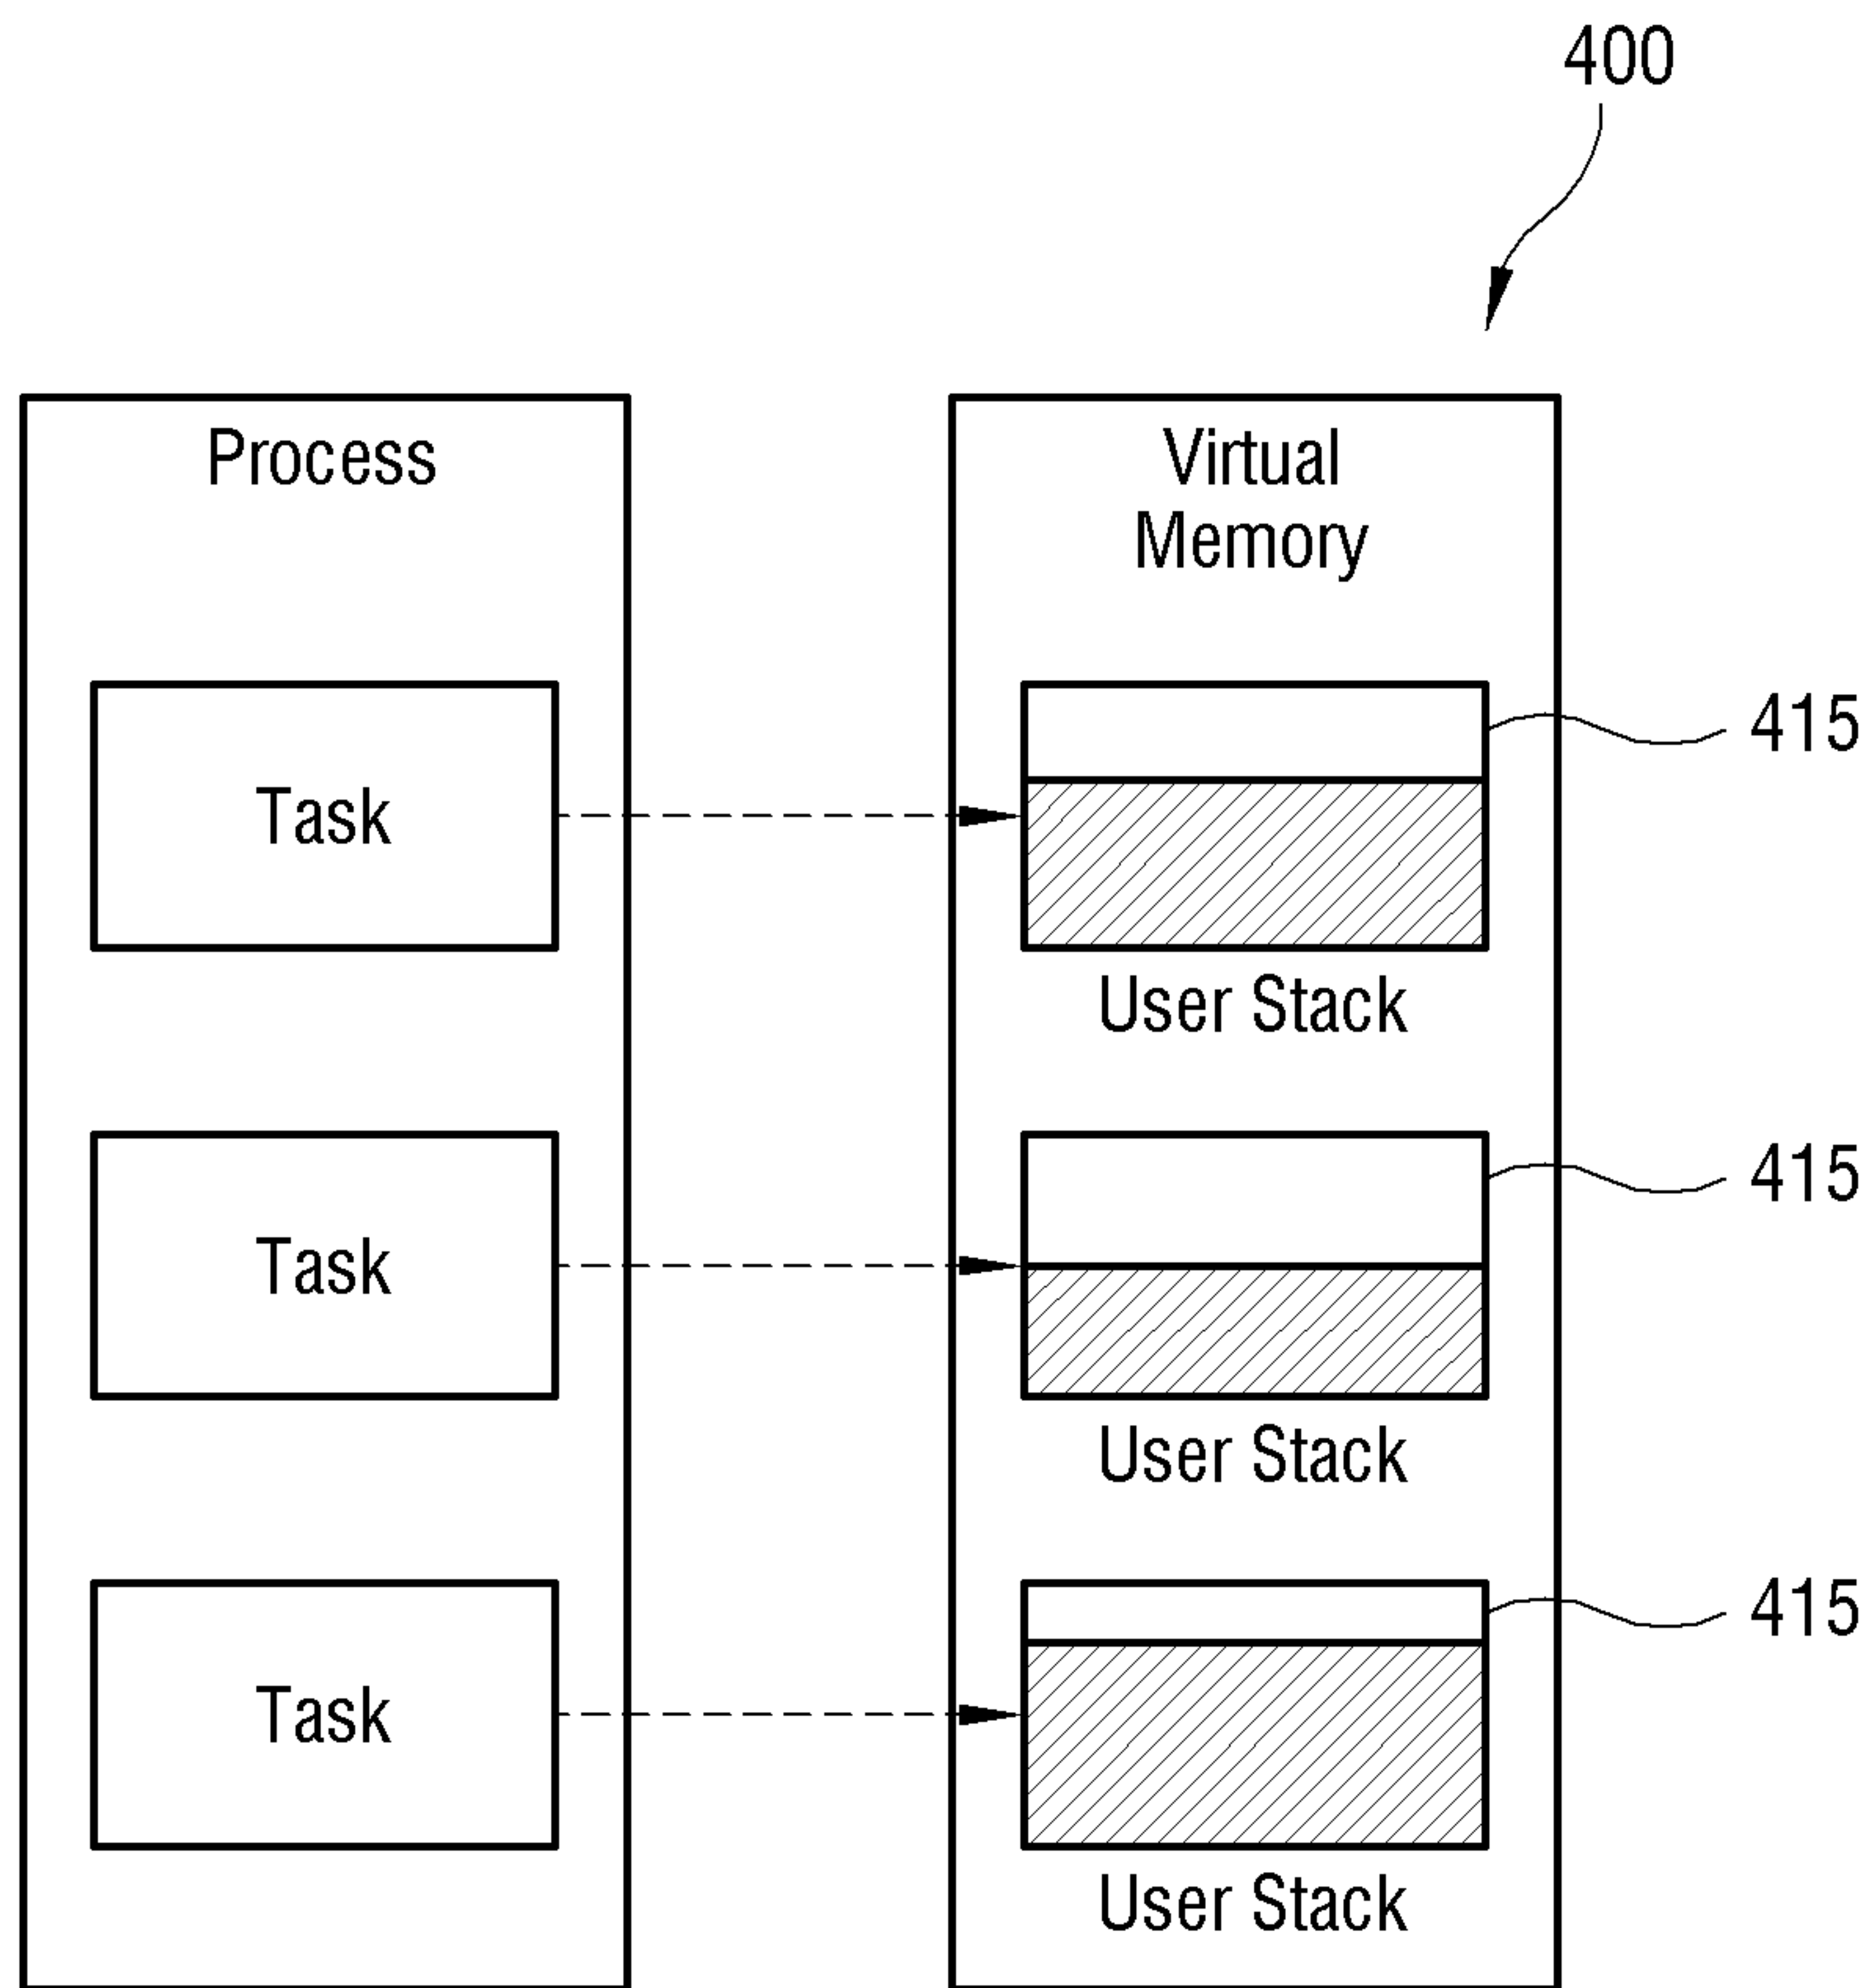 400
Process
Virtual
Memory
Task
415
User Stack
Task
415
User Stack
Task
415
User Stack